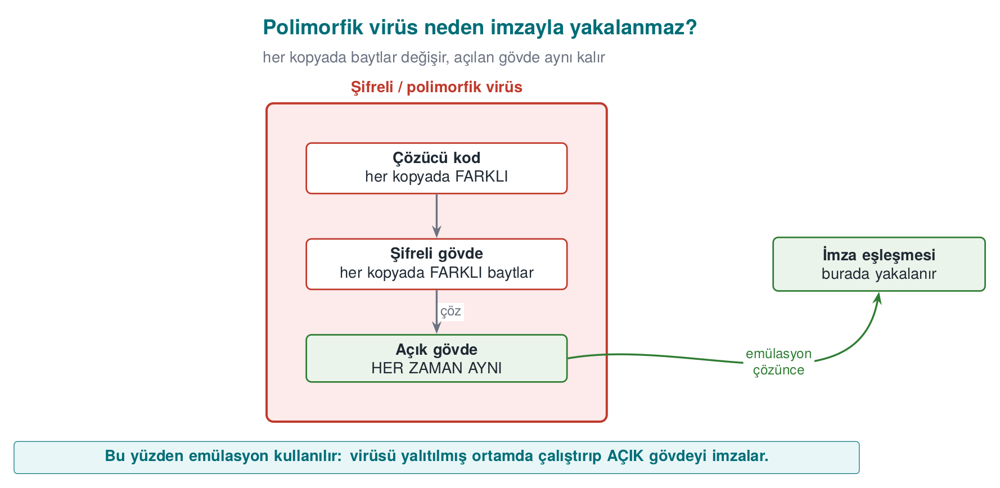 Polimorfik virüs neden imzayla yakalanmaz?
her kopyada baytlar değişir, açılan gövde aynı kalır
Şifreli / polimorfik virüs
Çözücü kod
her kopyada FARKLI
Şifreli gövde
her kopyada FARKLI baytlar
çöz
Açık gövde
HER ZAMAN AYNI
emülasyon
çözünce
İmza eşleşmesi
burada yakalanır
Bu yüzden emülasyon kullanılır: virüsü yalıtılmış ortamda çalıştırıp AÇIK gövdeyi imzalar.